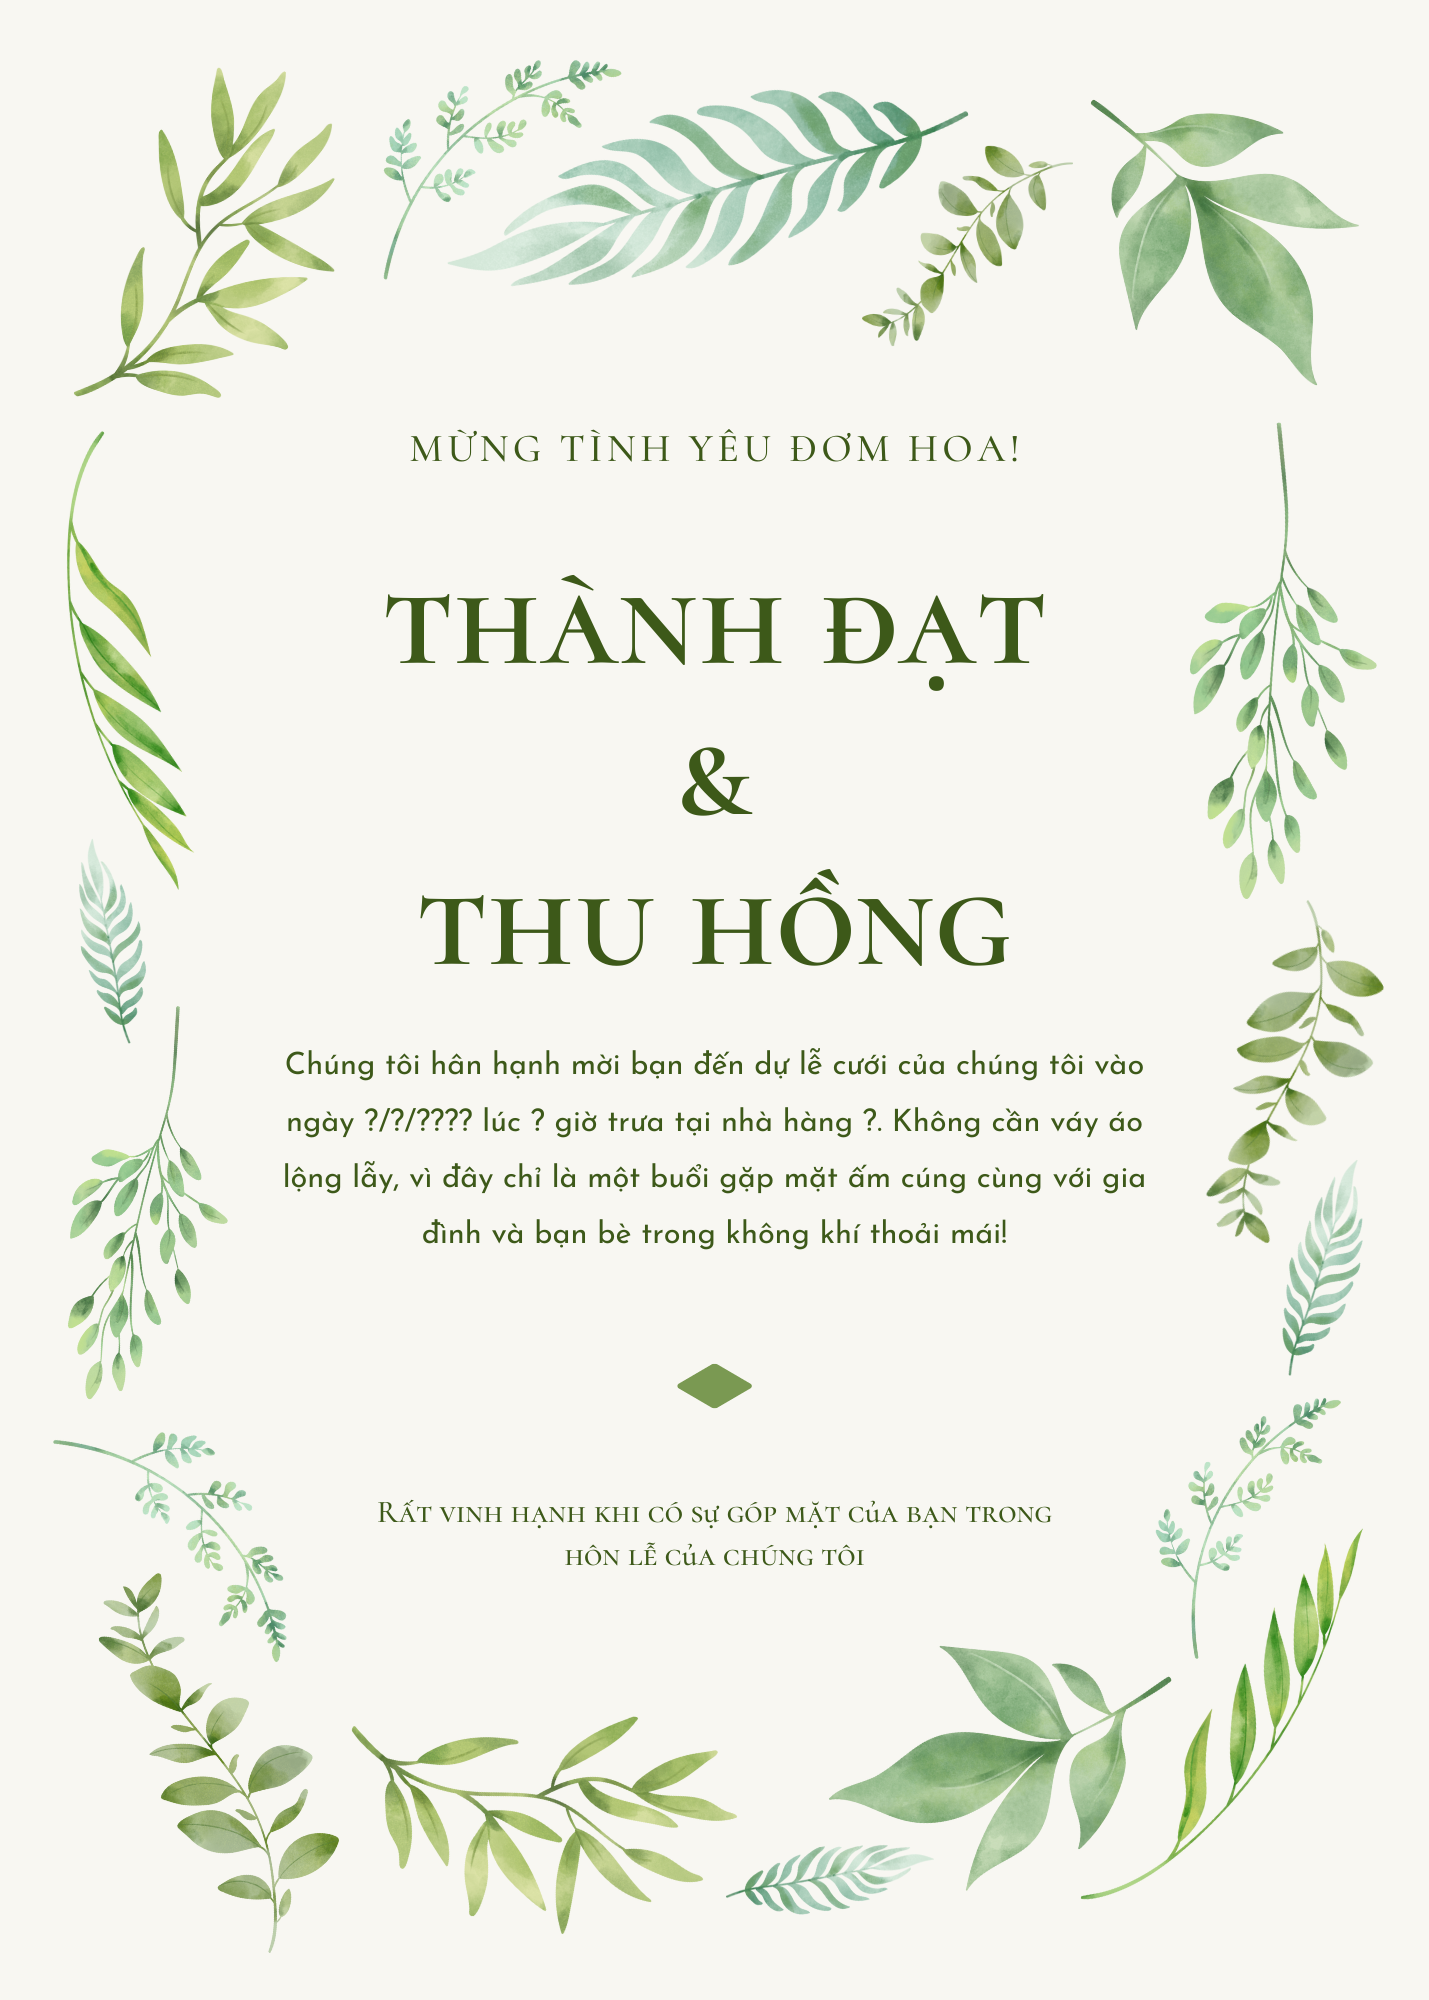 MỪNG TÌNH YÊU ĐƠM HOA!
THÀNH ĐẠT
&
THU HỒNG
Chúng tôi hân hạnh mời bạn đến dự lễ cưới của chúng tôi vào
ngày ?/?/???? lúc ? giờ trưa tại nhà hàng ?. Không cần váy áo
lộng lẫy, vì đây chỉ là một buổi gặp mặt ấm cúng cùng với gia
đình và bạn bè trong không khí thoải mái!
Rất vinh hạnh khi có sự góp mặt của bạn trong
hôn lễ của chúng tôi